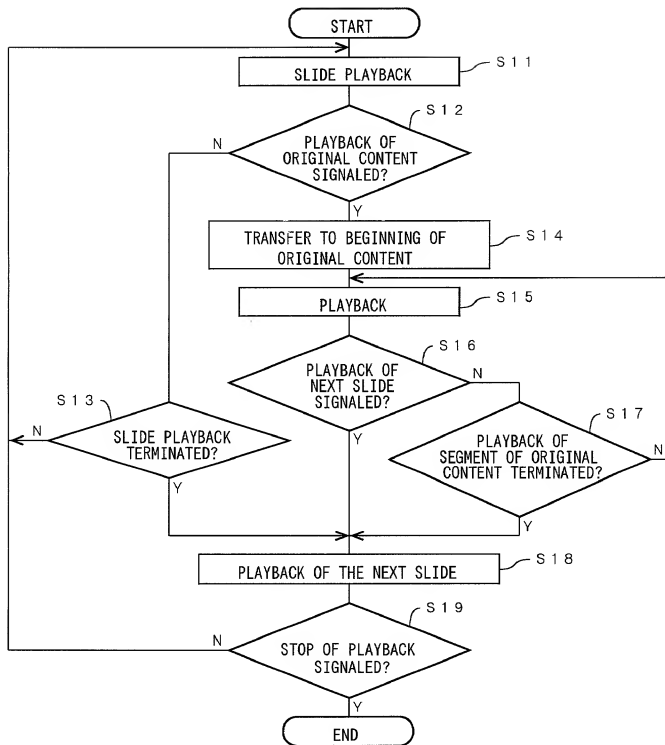 START
SLIDE PLAYBACK
S11
S12
PLAYBACK OF
ORIGINAL CONTENT
SIGNALED?
N
Y
TRANSFER TO BEGINNING OF
ORIGINAL CONTENT
S14
PLAYBACK
S15
S16
PLAYBACK OF
NEXT SLIDE
SIGNALED?
N
Y
S13
SLIDE PLAYBACK
TERMINATED?
N
Y
S17
PLAYBACK OF
SEGMENT OF ORIGINAL
CONTENT TERMINATED?
N
Y
PLAYBACK OF THE NEXT SLIDE
S18
S19
STOP OF PLAYBACK
SIGNALED?
N
Y
END